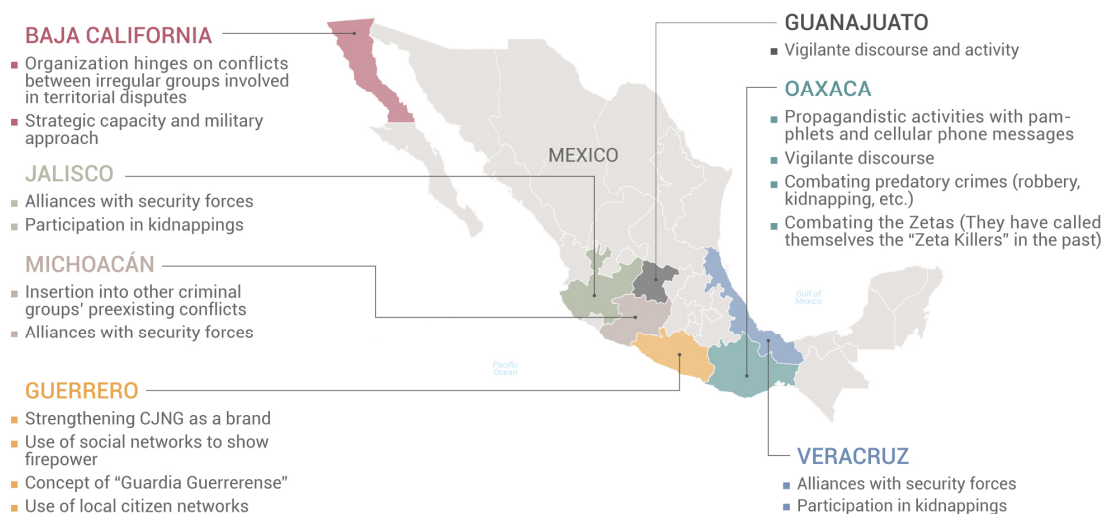 BAJA CALIFORNIA
Organization hinges on conflicts
between irregular groups involved
in territorial disputes
Strategic capacity and military
approach
JALISCO
Alliances with security forces
Participation in kidnappings
MICHOACÁN
Insertion into other criminal
groups’ preexisting conflicts
Alliances with security forces
GUERRERO
Strengthening CJNG as a brand
Use of social networks to show
firepower
Concept of “Guardia Guerrerense”
Use of local citizen networks
MEXICO
Pacific
Ocean
Gulf of
Mexico
GUANAJUATO
Vigilante discourse and activity
OAXACA
Propagandistic activities with pam-
phlets and cellular phone messages
Vigilante discourse
Combating predatory crimes (robbery,
kidnapping, etc.)
Combating the Zetas (They have called
themselves the “Zeta Killers” in the past)
VERACRUZ
Alliances with security forces
Participation in kidnappings